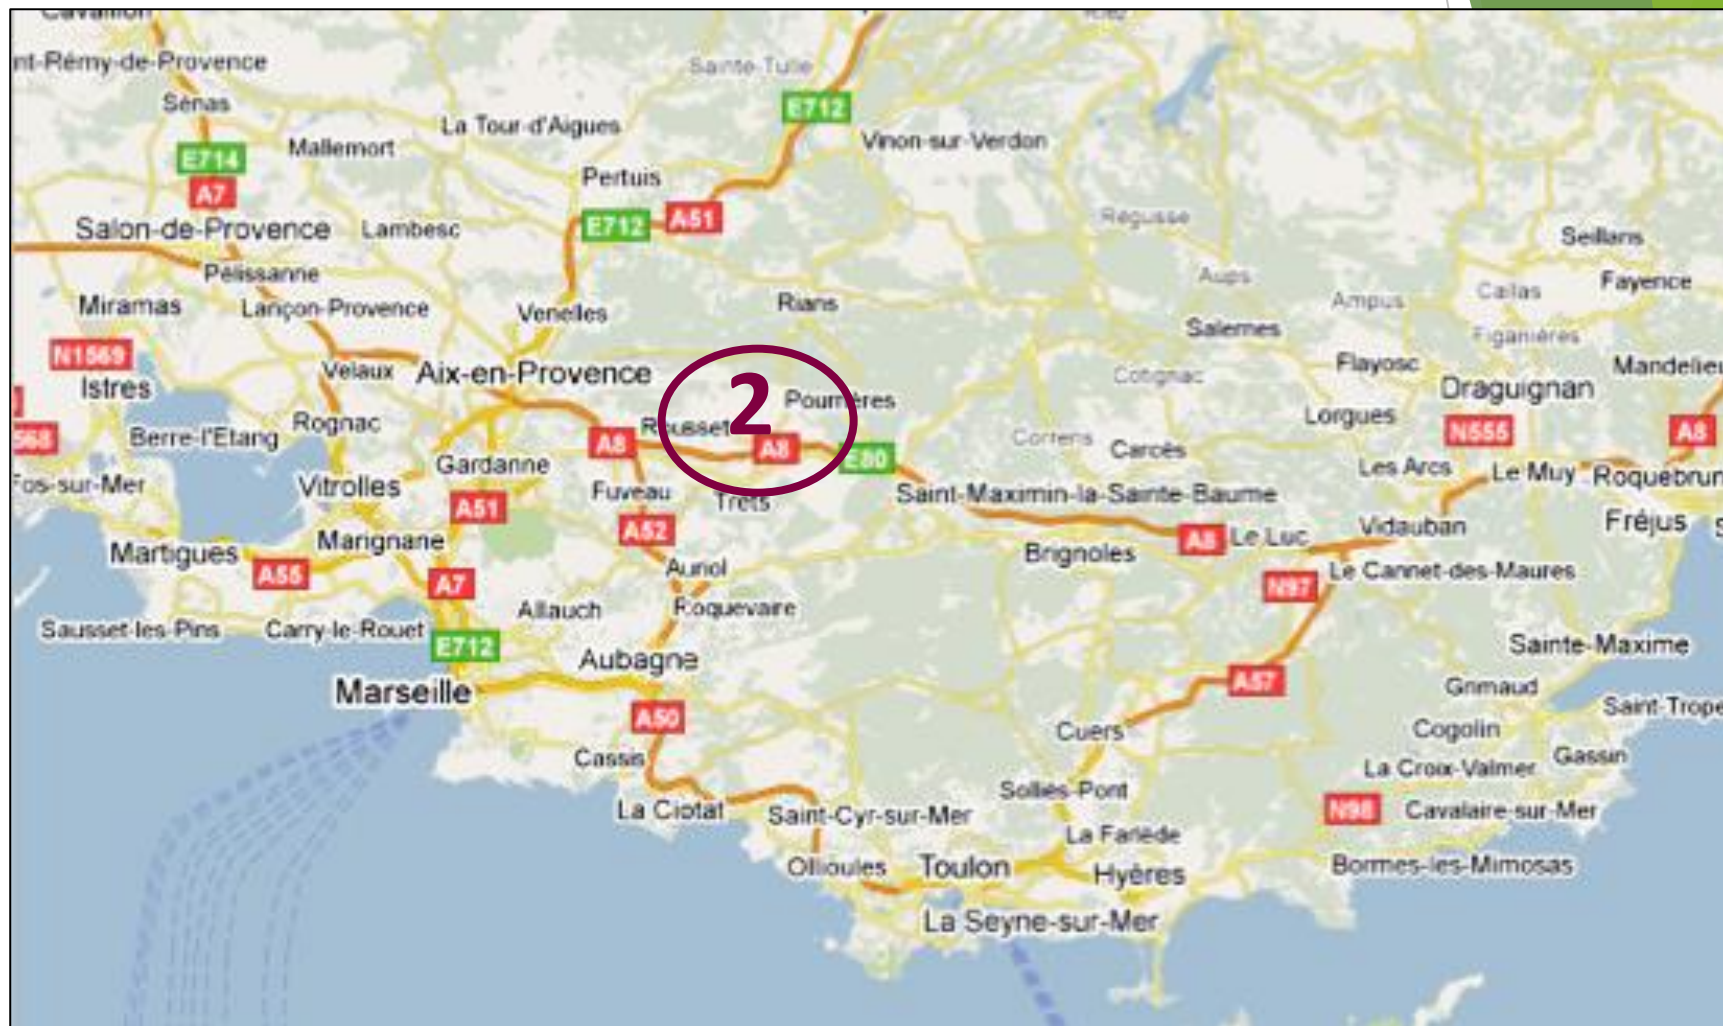 Sainte-Tulle
nt-Rémy-de-Provence
Sénas
E712
La Tour-d'Aigues
Mallemort
Vinon-sur-Verdon
E714
Pertuis
A7
E712
A51
Régusse
Salon-de-Provence
Lambesc
Seillans
Pélissanne
Aups
Fayence
Callas
Ampus
Miramas
Lançon-Provence
Venelles
Rians
Salernes
Figanières
N1569
Velaux
Aix-en-Provence
Flayosc
Mandelieu
Istres
Cotignac
Draguignan
2
Pourrières
Lorgues
Rognac
Rousset
N555
A8
568
Berre-l'Etang
A8
A8
Correns
Carcès
E80
Gardanne
Les Arcs
Le Muy
Roquebrun
Fos-sur-Mer
Vitrolles
Fuveau
Trets
Saint-Maximin-la-Sainte-Baume
A51
Fréjus
S
A52
Vidauban
Marignane
A8
Le Luc
Martigues
Brignoles
A55
A7
Auriol
Le Cannet-des-Maures
N97
Allauch
Roquevaire
Sausset-les-Pins
Carry-le-Rouet
E712
Sainte-Maxime
Aubagne
A57
Grimaud
Marseille
Saint-Trope
A50
Cuers
Cogolin
Cassis
Gassin
La Croix-Valmer
Solliès-Pont
La Ciotat
Saint-Cyr-sur-Mer
N98
Cavalaire-sur-Mer
La Farlède
Ollioules
Toulon
Hyères
Bormes-les-Mimosas
La Seyne-sur-Mer